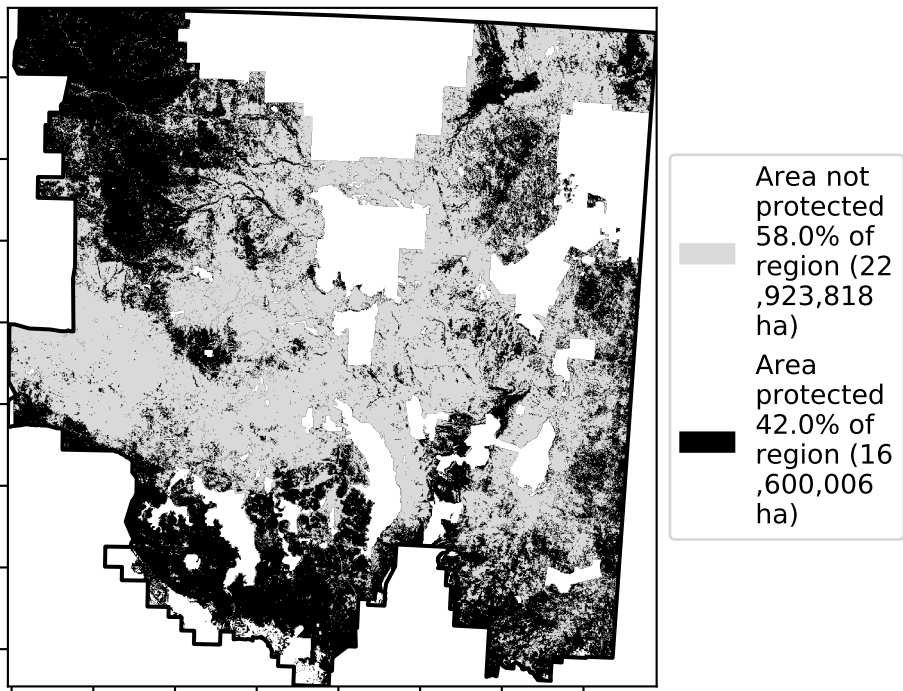 Area not
protected
58.0% of
region (22
,923,818
ha)
Area
protected
42.0% of
region (16
,600,006
ha)